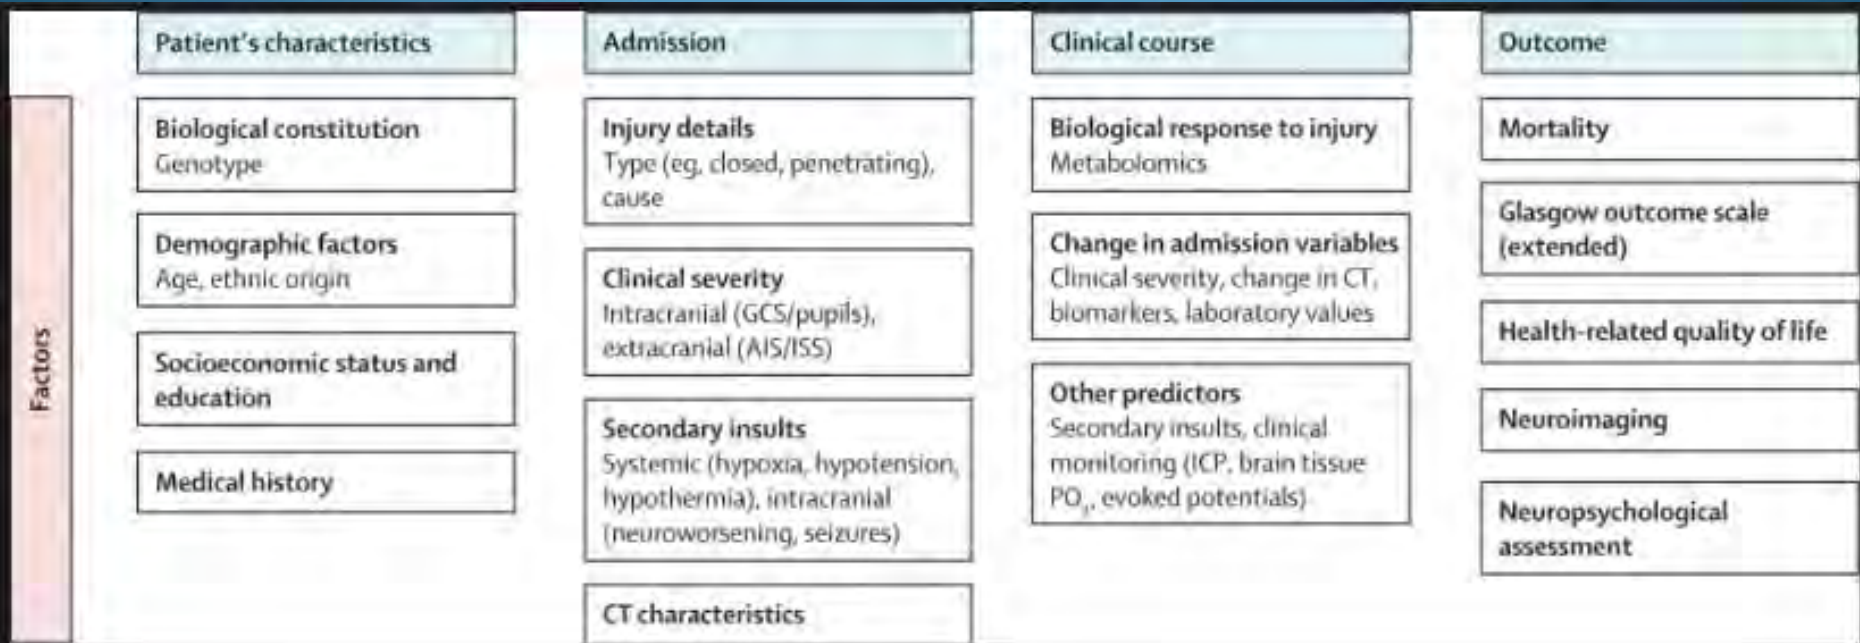 Patient's characteristics
Admission
Clinical course
Outcome
Factors
Biological constitution
Genotype
Demographic factors
Age, ethnic origin
Socioeconomic status and
education
Medical history
Injury details
Type (eg, closed, penetrating),
cause
Clinical severity
Intracranial (GCS/pupils),
extracranial (AIS/ISS)
Secondary insults
Systemic (hypoxia, hypotension,
hypothermia), intracranial
(neuroworsening, seizures)
CT characteristics
Biological response to injury
Metabolomics
Change in admission variables
Clinical severity, change in CT,
biomarkers, laboratory values
Other predictors
Secondary insults, clinical
monitoring (ICP, brain tissue
PO₂, evoked potentials)
Mortality
Glasgow outcome scale
(extended)
Health-related quality of life
Neuroimaging
Neuropsychological
assessment